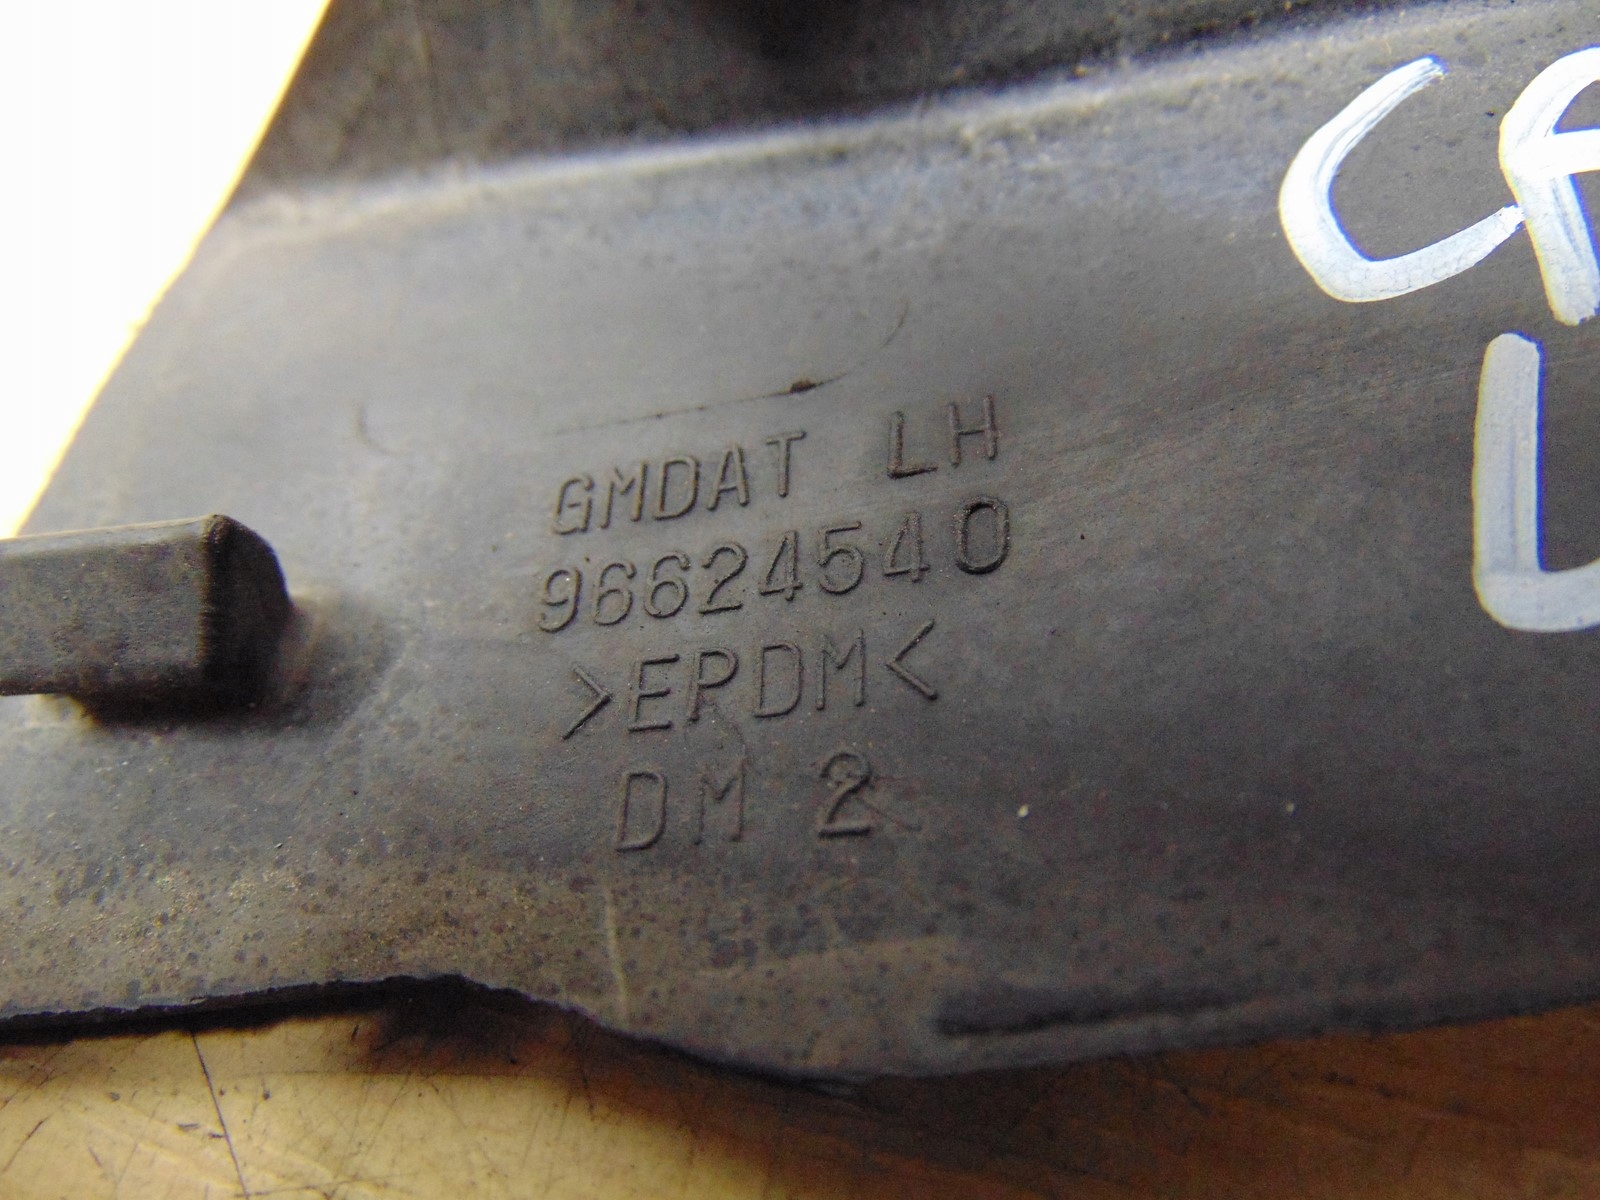 GMDAT LH
96624540
>EPDM<
DM 2